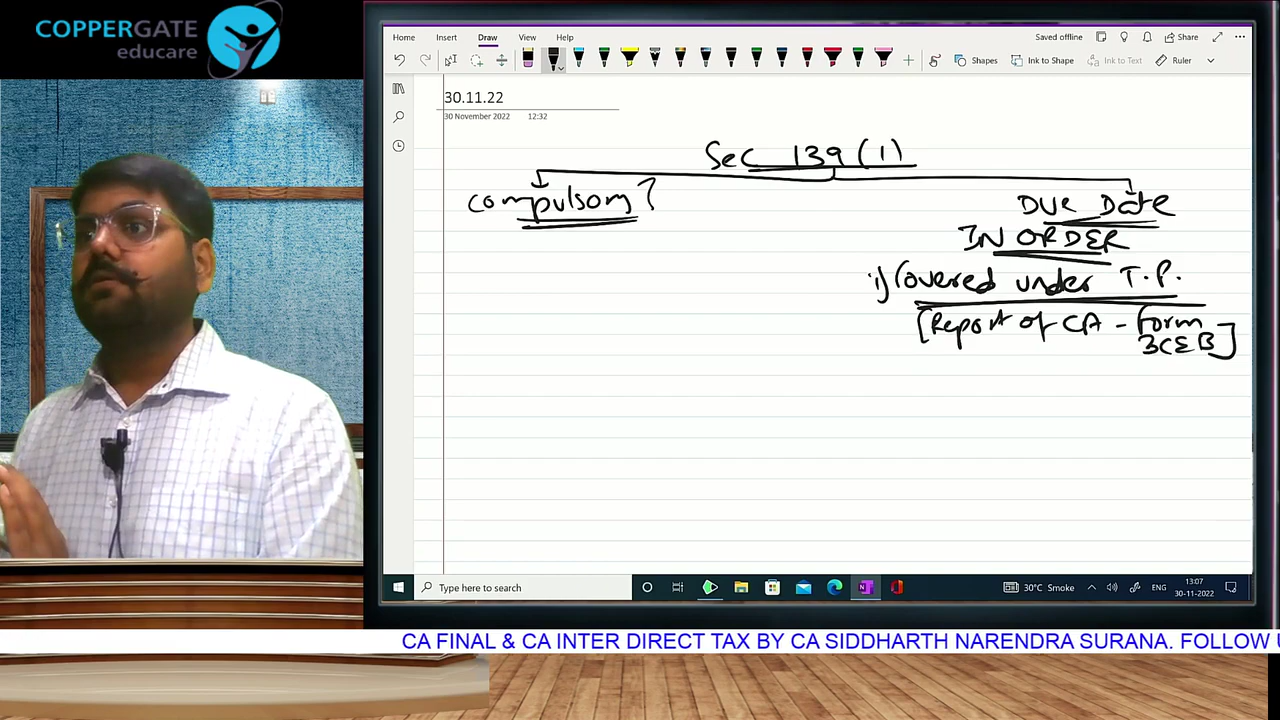 COPPERGATE
educare
Home Insert Draw View Help
Saved offline
Share
Shapes
Ink to Shape
Ink to Text
Ruler
30.11.22
30 November 2022 12:32
Sec 139(1)
compulsory?
Due Date
IN ORDER
i) Covered under T.P.
[Report of CA - Form
3CEB]
Type here to search
30°C Smoke
ENG
13:07
30-11-2022
CA FINAL & CA INTER DIRECT TAX BY CA SIDDHARTH NARENDRA SURANA. FOLLOW